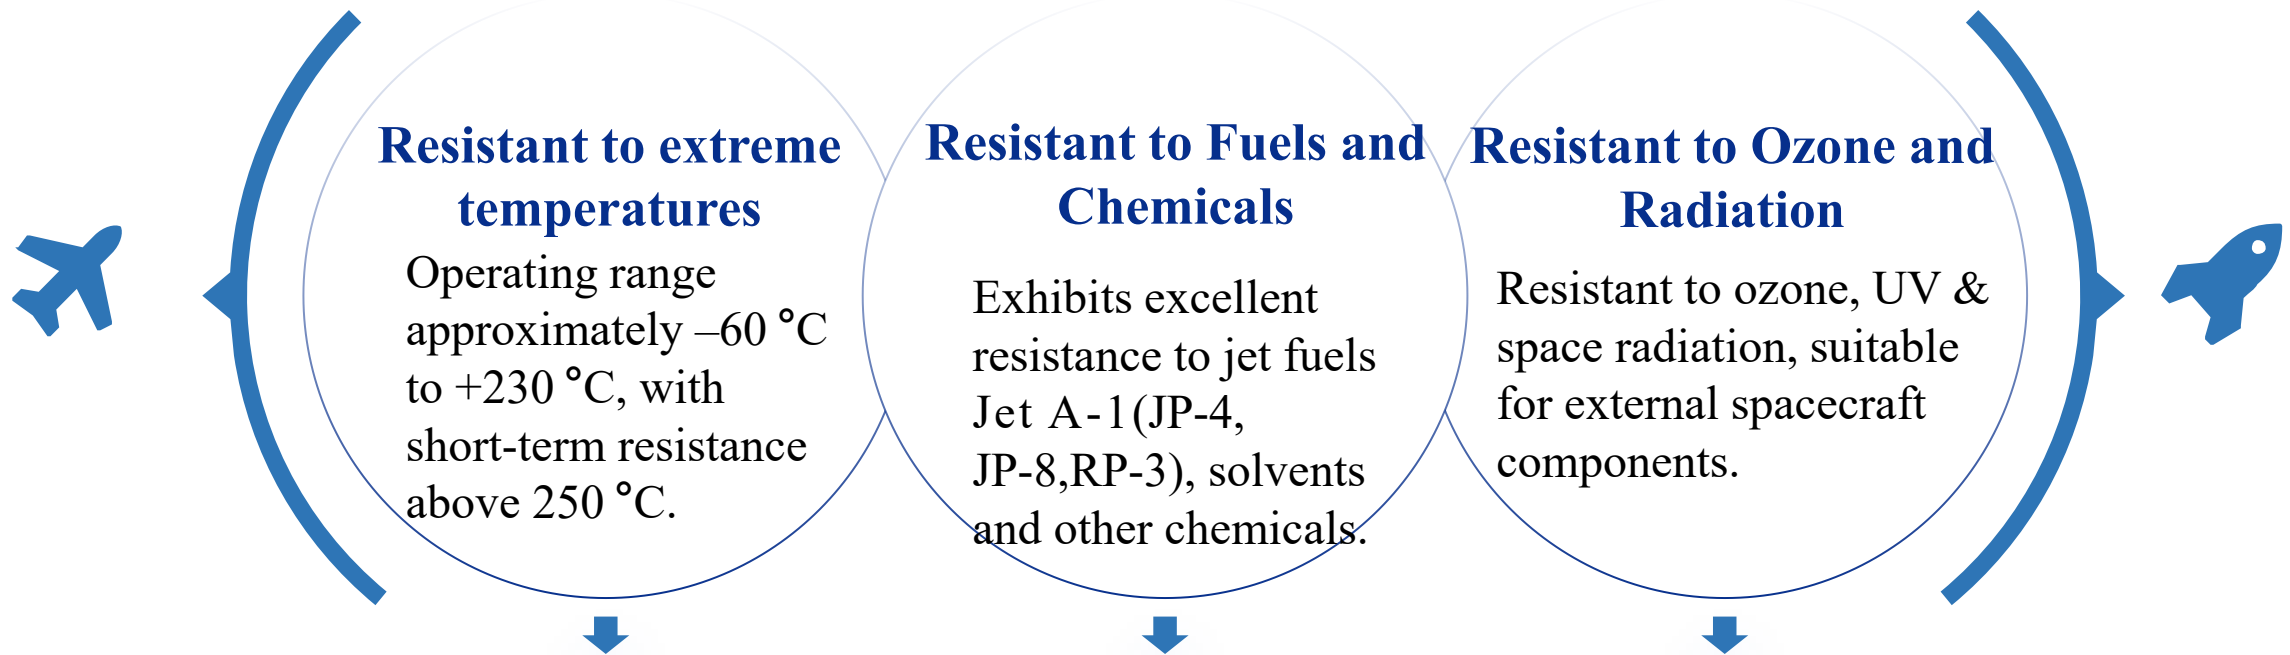 Resistant to extreme
temperatures
Operating range
approximately –60 °C
to +230 °C, with
short-term resistance
above 250 °C.
Resistant to Fuels and
Chemicals
Exhibits excellent
resistance to jet fuels
Jet A-1(JP-4,
JP-8,RP-3), solvents
and other chemicals.
Resistant to Ozone and
Radiation
Resistant to ozone, UV &
space radiation, suitable
for external spacecraft
components.